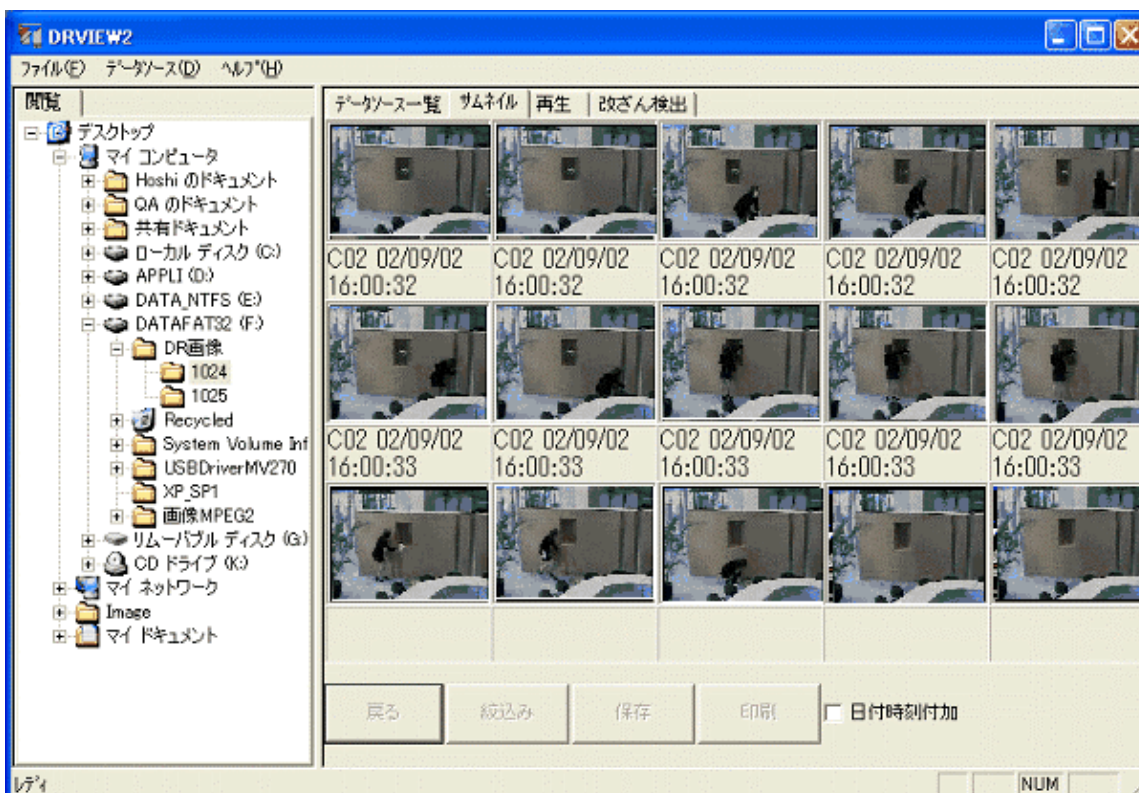 DRVIEW2
ファイル(F) データソース(D) ヘルプ(H)
閲覧
デスクトップ
マイ コンピュータ
Hoshi のドキュメント
QA のドキュメント
共有ドキュメント
ローカル ディスク (C:)
APPLI (D:)
DATA_NTFS (E:)
DATAFAT32 (F:)
DR画像
1024
1025
Recycled
System Volume Inf
USBDriverMV270
XP_SP1
画像MPEG2
リムーバブル ディスク (G:)
CD ドライブ (K:)
マイ ネットワーク
Image
マイ ドキュメント
データソース一覧 サムネイル 再生 改ざん検出
C02 02/09/02 C02 02/09/02 C02 02/09/02 C02 02/09/02 C02 02/09/02
16:00:32 16:00:32 16:00:32 16:00:32 16:00:32
C02 02/09/02 C02 02/09/02 C02 02/09/02 C02 02/09/02 C02 02/09/02
16:00:33 16:00:33 16:00:33 16:00:33 16:00:33
戻る 絞込み 保存 印刷 日付時刻付加
レディ NUM